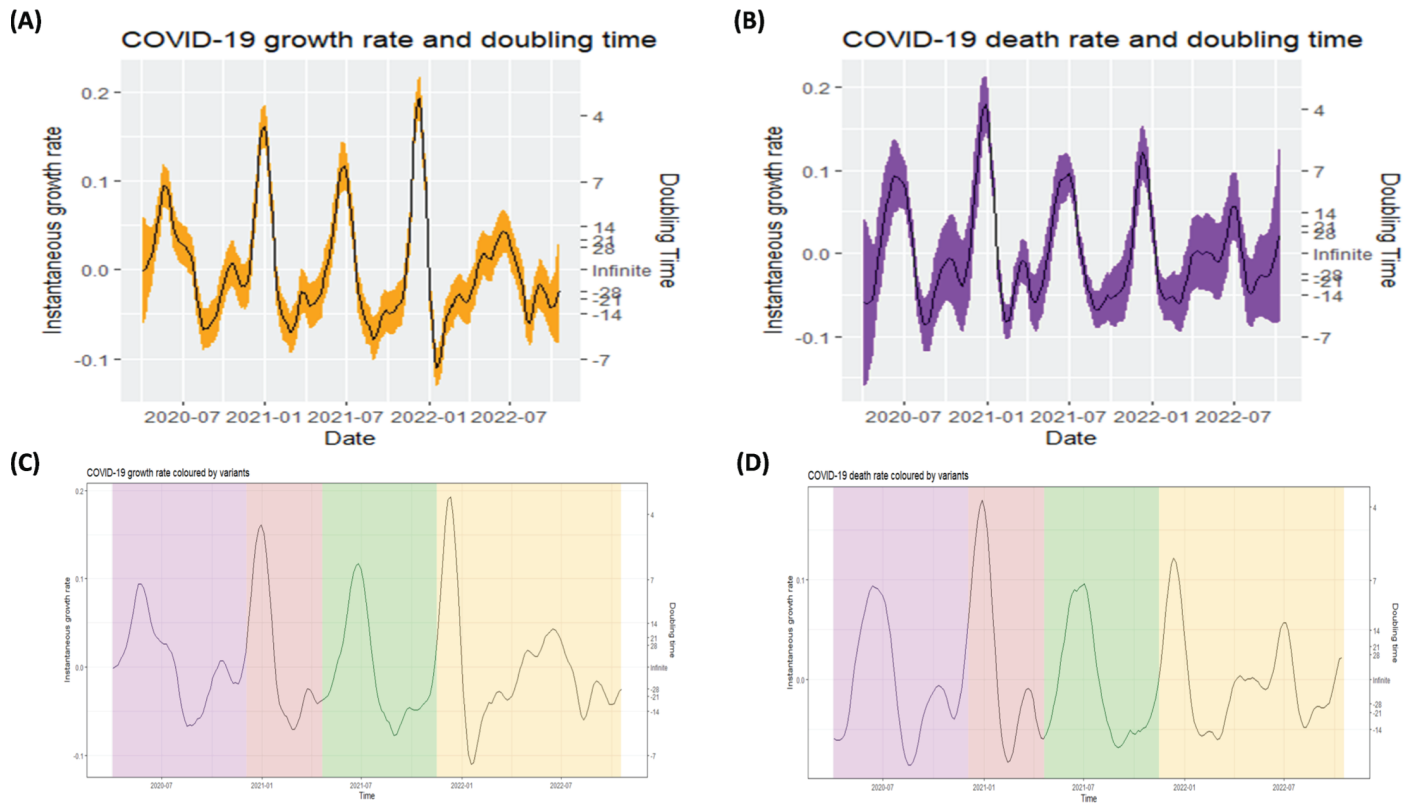 (A)
COVID-19 growth rate and doubling time
Instantaneous growth rate
0.2
0.1
0.0
-0.1
4
7
14
21
28
Infinite
-28
-21
-14
-7
Doubling Time
2020-07 2021-01 2021-07 2022-01 2022-07
Date
(B)
COVID-19 death rate and doubling time
Instantaneous growth rate
0.2
0.1
0.0
-0.1
4
7
14
21
28
Infinite
-28
-21
-14
-7
Doubling Time
2020-07 2021-01 2021-07 2022-01 2022-07
Date
(C)
COVID-19 growth rate coloured by variants
Instantaneous growth rate
0.2
0.1
0.0
-0.1
4
7
14
21
28
Infinite
-28
-21
-14
-7
Doubling time
2020-07 2021-01 2021-07 2022-01 2022-07
Time
(D)
COVID-19 death rate coloured by variants
Instantaneous growth rate
0.1
0.0
4
7
14
21
28
Infinite
-28
-21
-14
-7
Doubling time
2020-07 2021-01 2021-07 2022-01 2022-07
Time